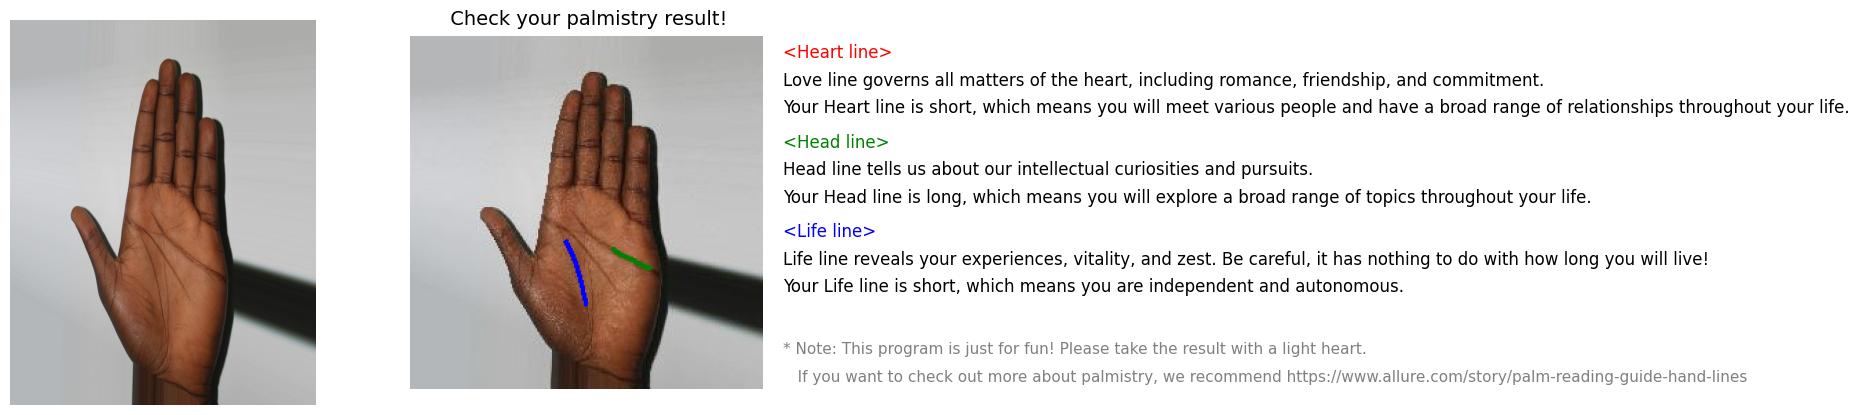 Check your palmistry result!
<Heart line>
Love line governs all matters of the heart, including romance, friendship, and commitment.
Your Heart line is short, which means you will meet various people and have a broad range of relationships throughout your life.
<Head line>
Head line tells us about our intellectual curiosities and pursuits.
Your Head line is long, which means you will explore a broad range of topics throughout your life.
<Life line>
Life line reveals your experiences, vitality, and zest. Be careful, it has nothing to do with how long you will live!
Your Life line is short, which means you are independent and autonomous.
* Note: This program is just for fun! Please take the result with a light heart.
If you want to check out more about palmistry, we recommend https://www.allure.com/story/palm-reading-guide-hand-lines